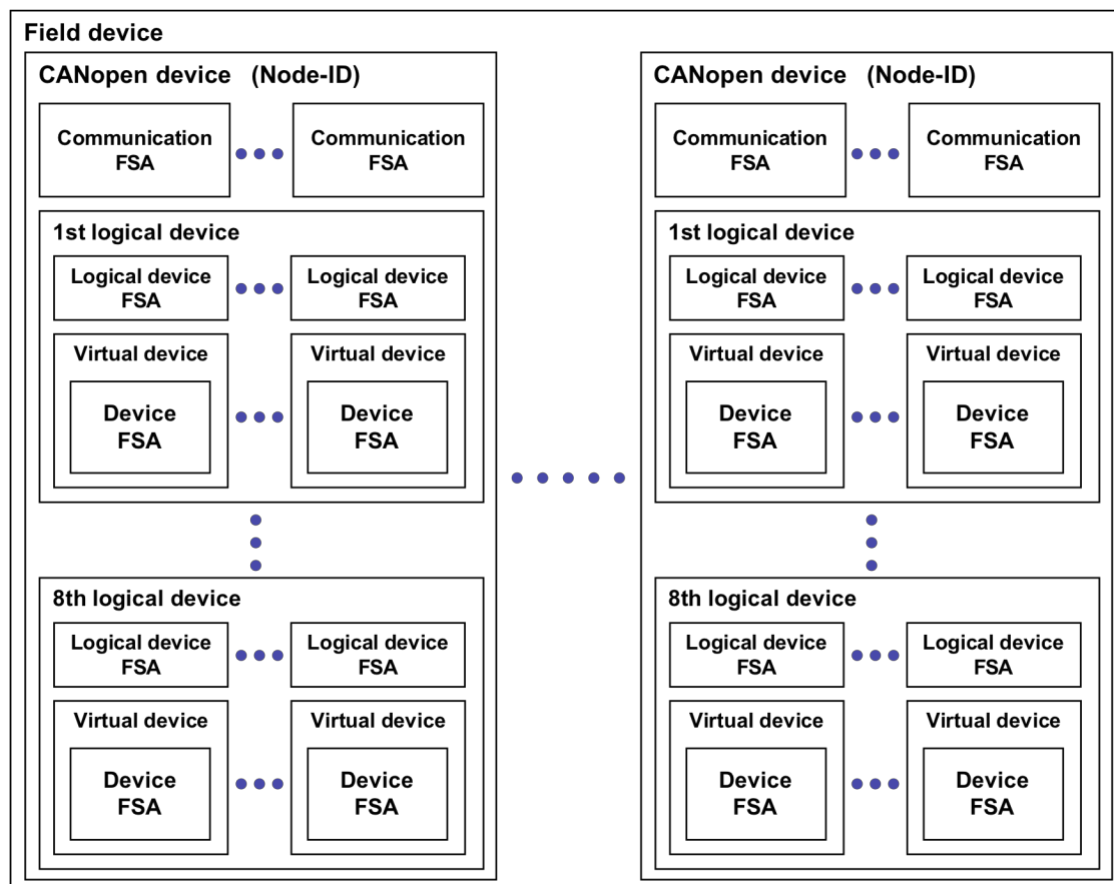 Field device
CANopen device (Node-ID)
Communication
FSA
Communication
FSA
1st logical device
Logical device
FSA
Logical device
FSA
Virtual device
Device
FSA
Virtual device
Device
FSA
8th logical device
Logical device
FSA
Logical device
FSA
Virtual device
Device
FSA
Virtual device
Device
FSA
CANopen device (Node-ID)
Communication
FSA
Communication
FSA
1st logical device
Logical device
FSA
Logical device
FSA
Virtual device
Device
FSA
Virtual device
Device
FSA
8th logical device
Logical device
FSA
Logical device
FSA
Virtual device
Device
FSA
Virtual device
Device
FSA